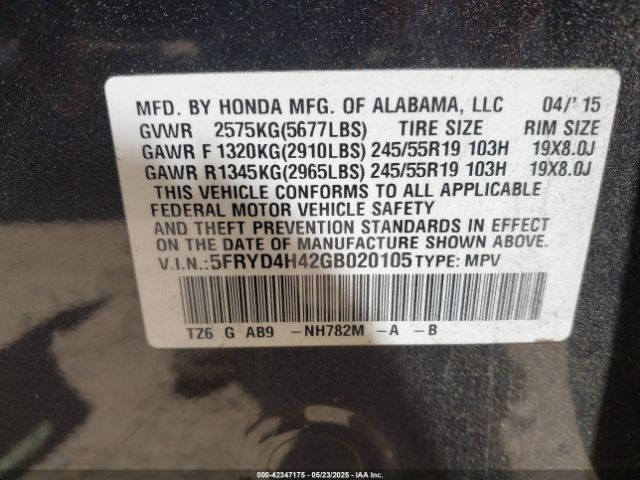 MFD. BY HONDA MFG. OF ALABAMA, LLC 04/'15
GVWR 2575KG(5677LBS) TIRE SIZE RIM SIZE
GAWR F 1320KG(2910LBS) 245/55R19 103H 19X8.0J
GAWR R1345KG(2965LBS) 245/55R19 103H 19X8.0J
THIS VEHICLE CONFORMS TO ALL APPLICABLE
FEDERAL MOTOR VEHICLE SAFETY
AND THEFT PREVENTION STANDARDS IN EFFECT
ON THE DATE OF MANUFACTURE SHOWN ABOVE.
V.I.N.:5FRYD4H42GB020105 TYPE: MPV
TZ6 G AB9 -NH782M -A -B
000-42347175 - 05/23/2025 - IAAI Inc.